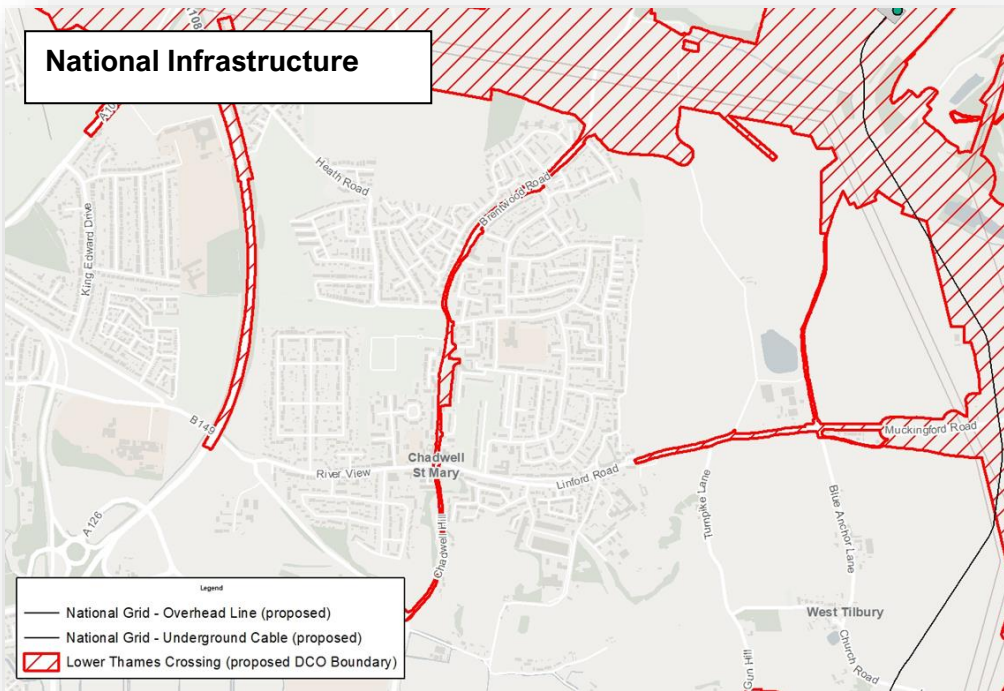 National Infrastructure
Heath Road
King Edward Drive
Brentwood Road
B149
Muckingford Road
Chadwell
St Mary
River View
Linford Road
Turnpike Lane
Blue Anchor Lane
A126
Chadwell Hill
West Tilbury
Church Road
Gun Hill
Legend
National Grid - Overhead Line (proposed)
National Grid - Underground Cable (proposed)
Lower Thames Crossing (proposed DCO Boundary)